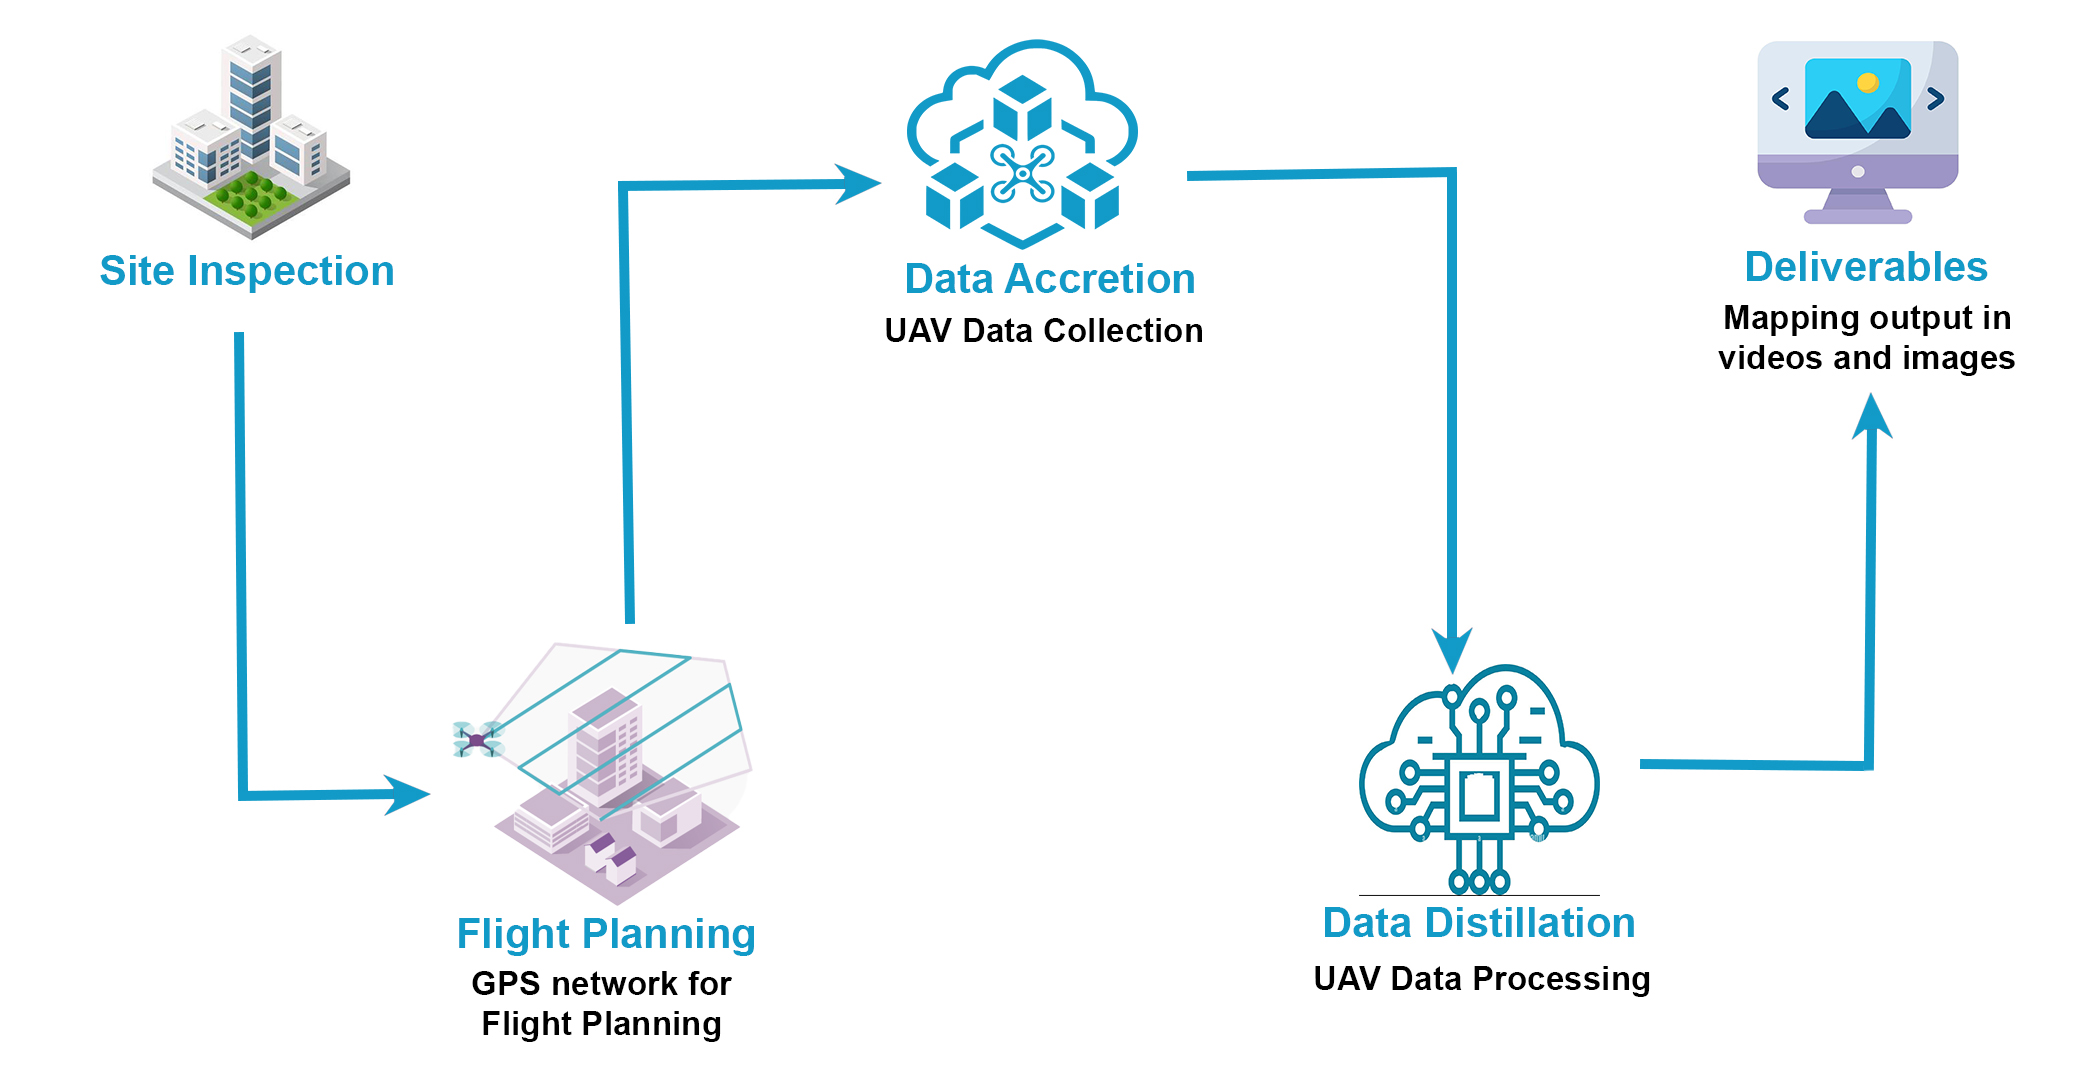 Site Inspection
Flight Planning
GPS network for
Flight Planning
Data Accretion
UAV Data Collection
Data Distillation
UAV Data Processing
Deliverables
Mapping output in
videos and images